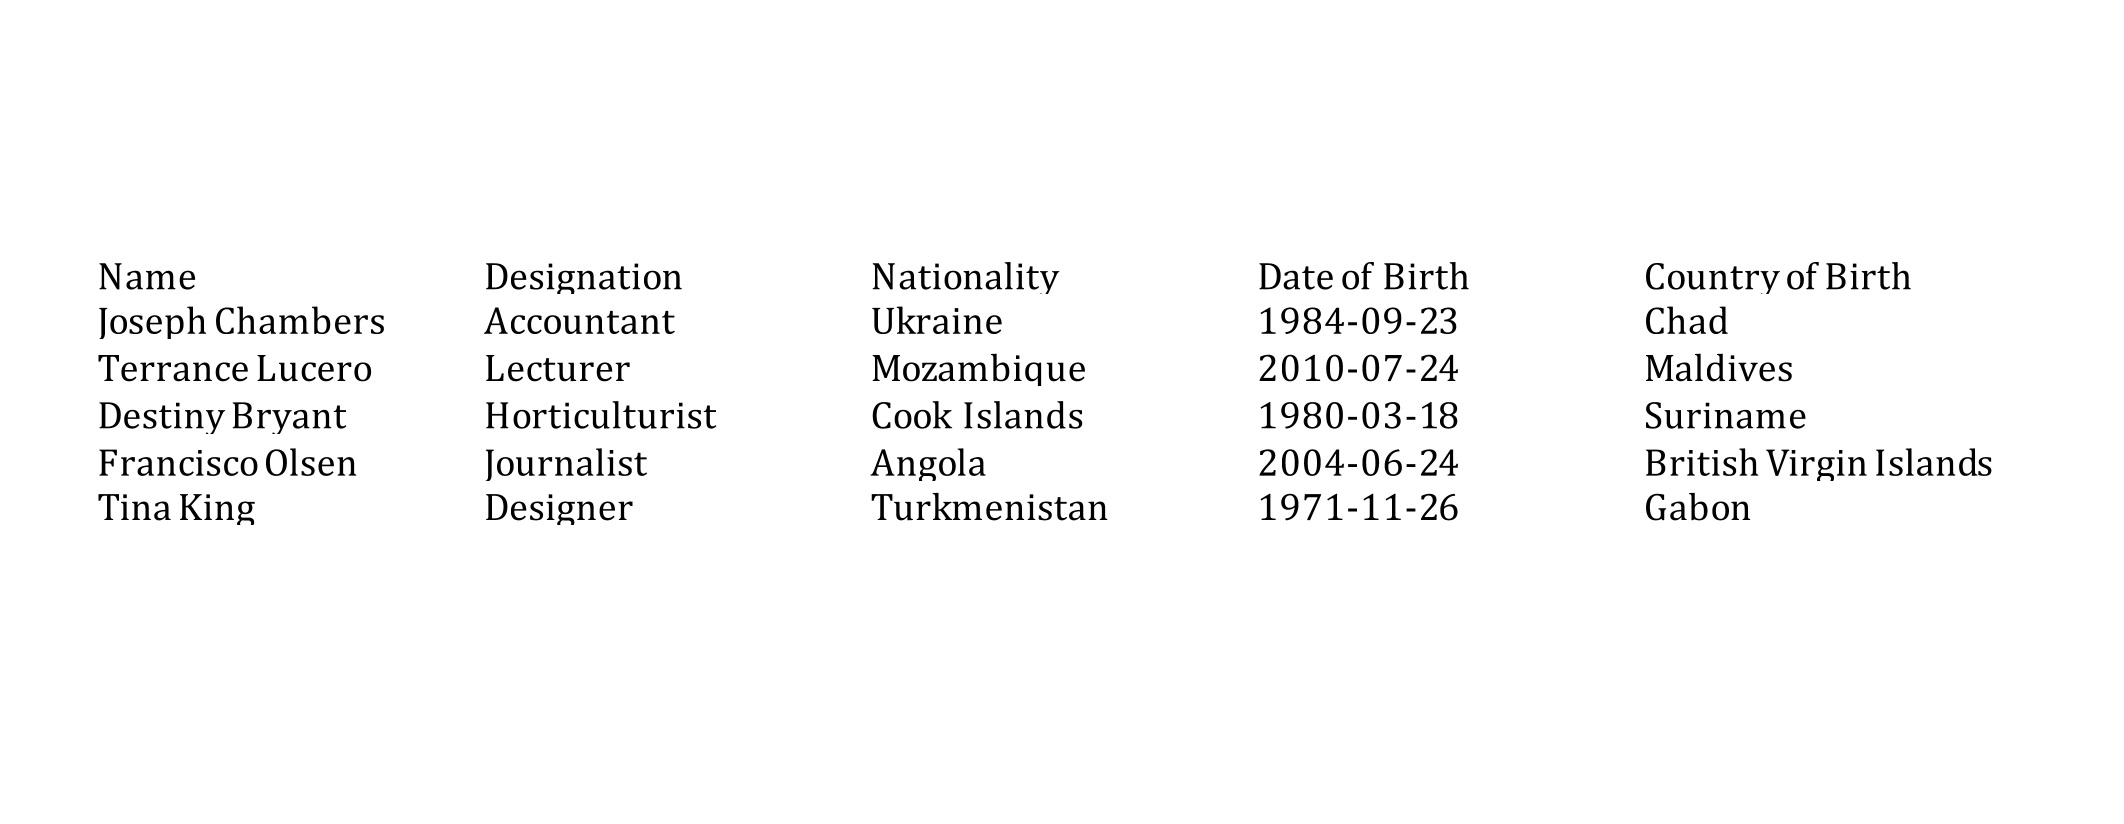 Name Designation Nationality Date of Birth Country of Birth
Joseph Chambers Accountant Ukraine 1984-09-23 Chad
Terrance Lucero Lecturer Mozambique 2010-07-24 Maldives
Destiny Bryant Horticulturist Cook Islands 1980-03-18 Suriname
Francisco Olsen Journalist Angola 2004-06-24 British Virgin Islands
Tina King Designer Turkmenistan 1971-11-26 Gabon